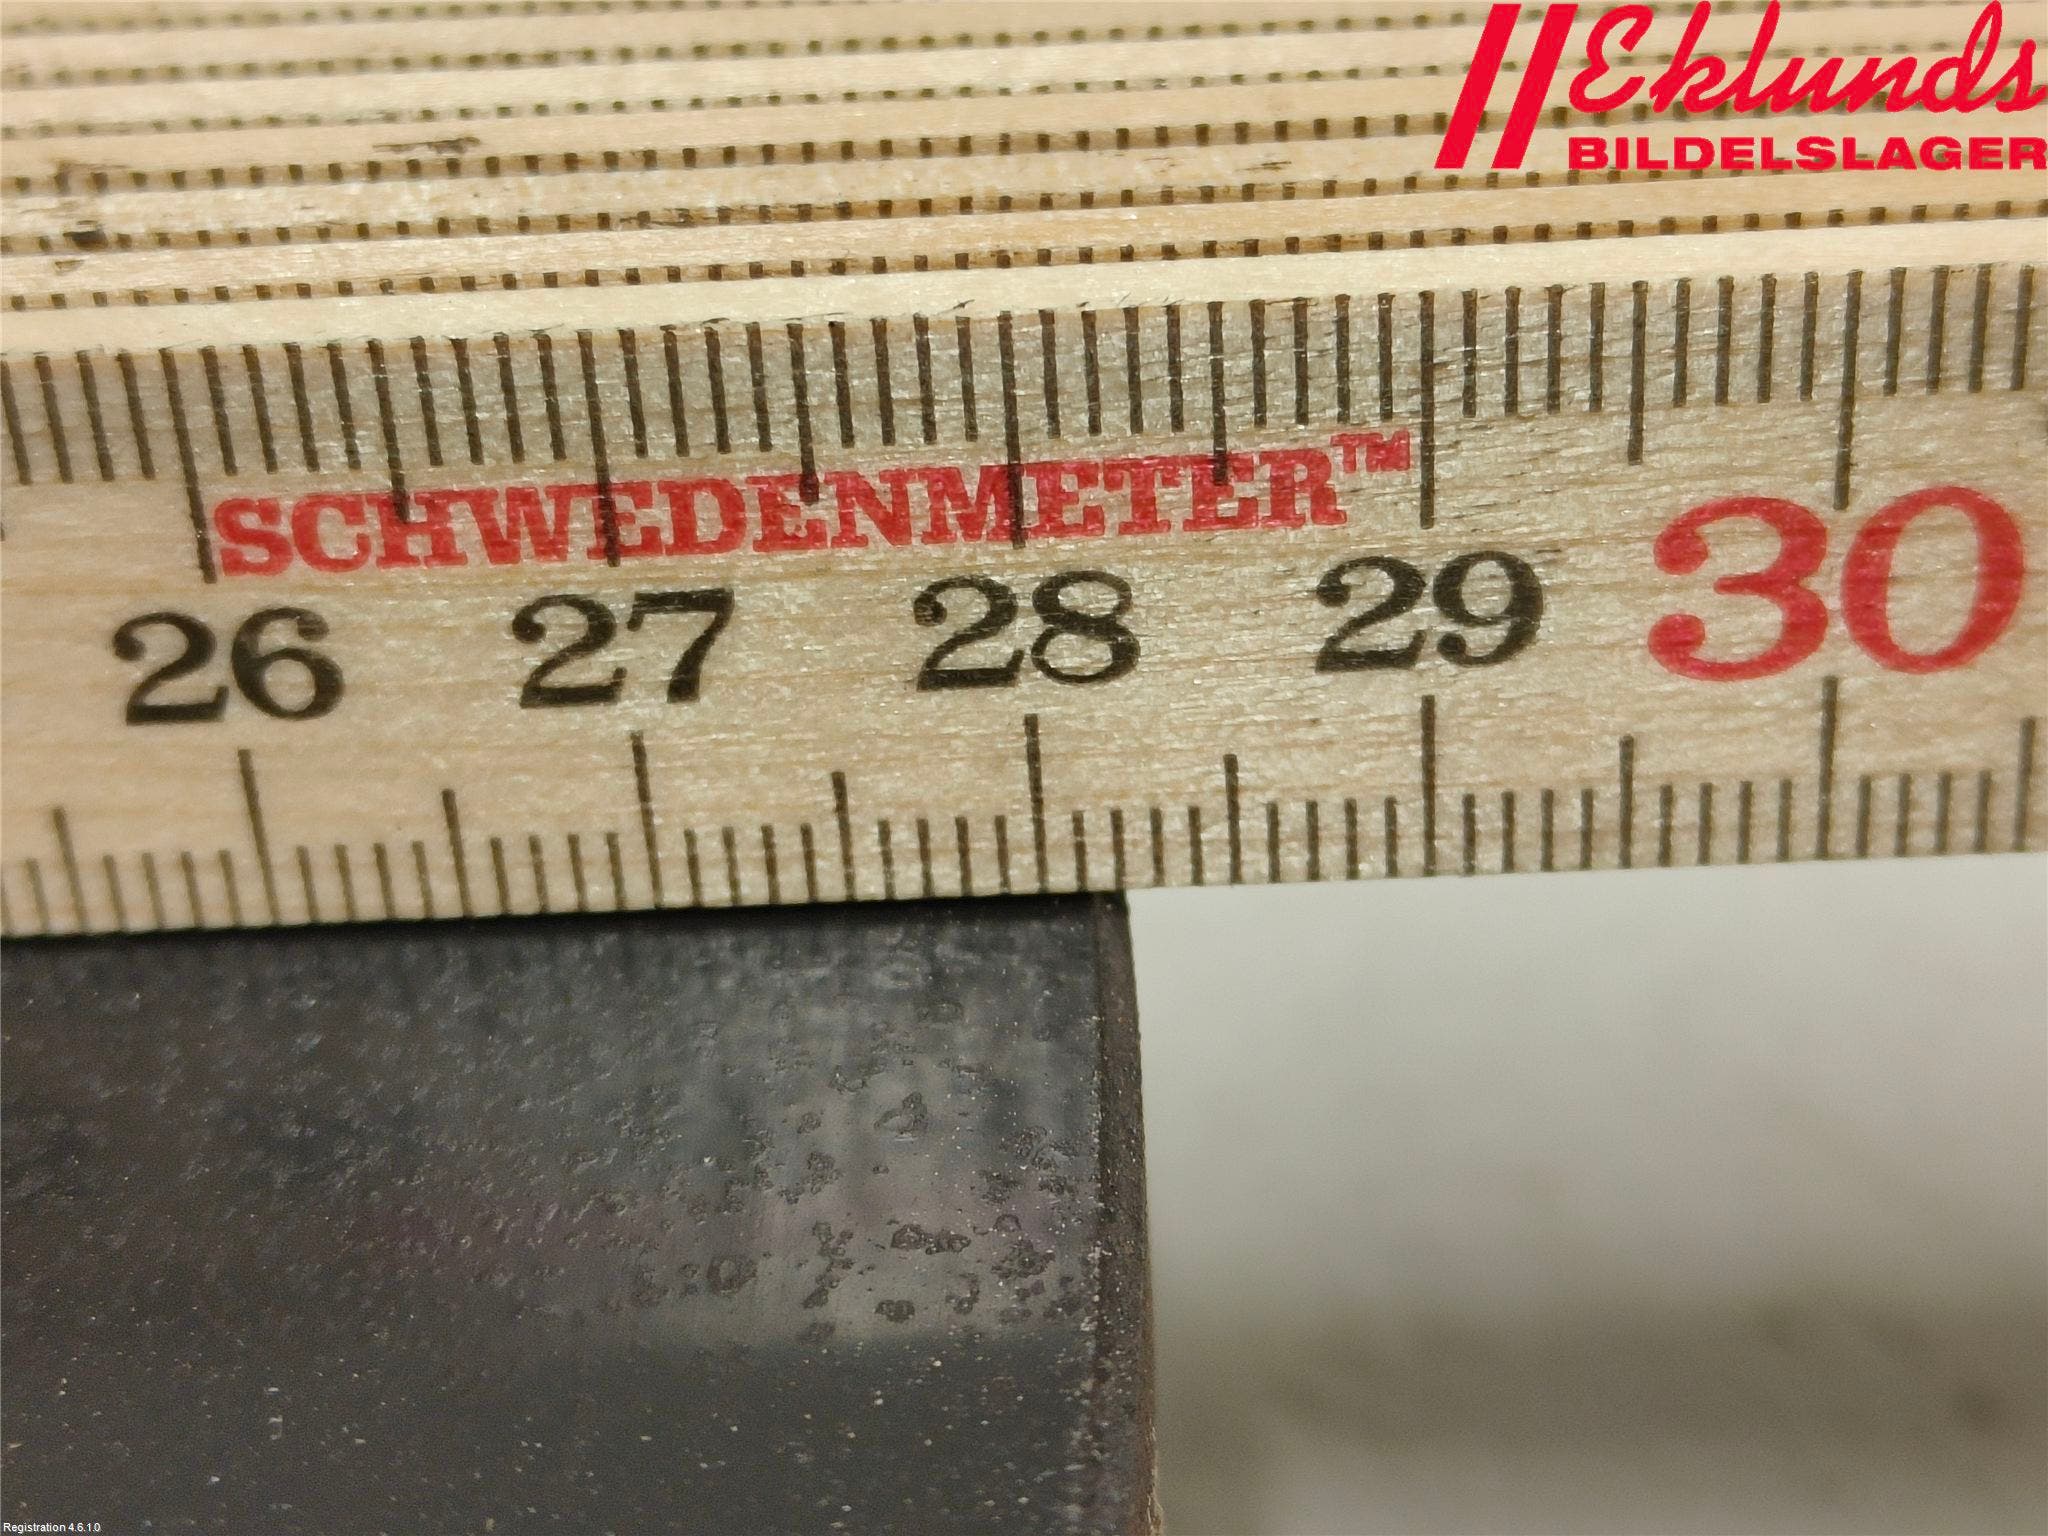 Eklunds
BILDELSLAGER
SCHWEDENMETER™
26 27 28 29 30
Registration 4.6.1.0